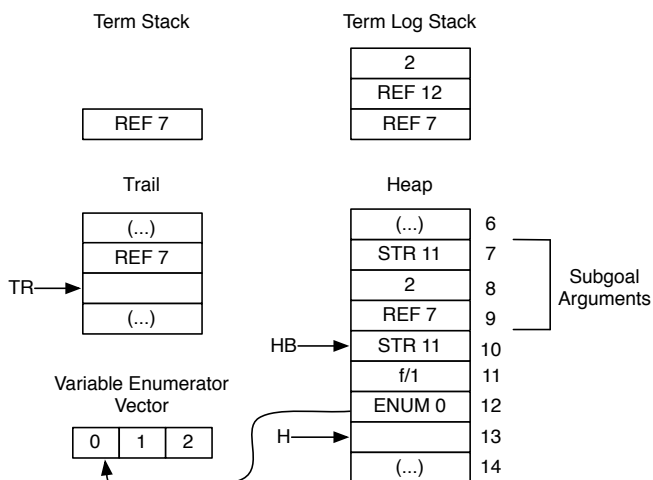 Term Stack
Term Log Stack
2
REF 12
REF 7
REF 7
Trail
Heap
(...)
REF 7
TR
(...)
(...) 6
STR 11 7
2 8
REF 7 9
Subgoal
Arguments
HB
STR 11 10
f/1 11
ENUM 0 12
H
13
(...) 14
Variable Enumerator
Vector
0 1 2